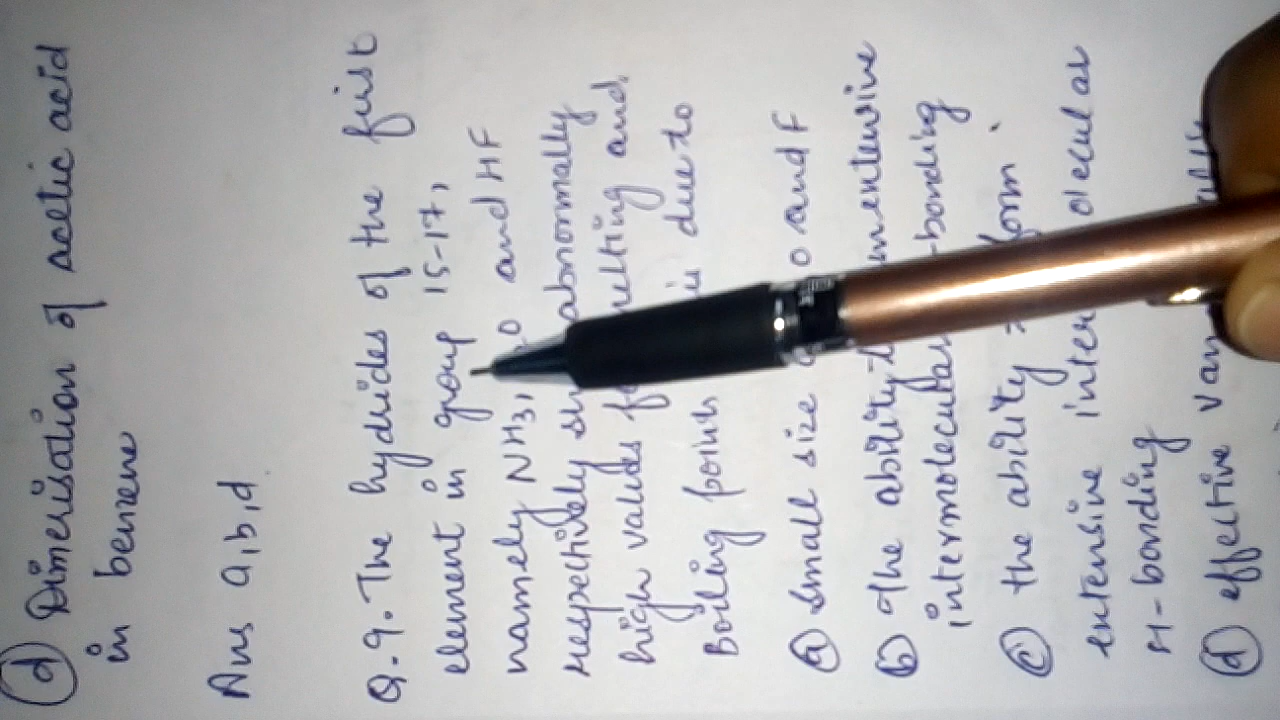 (d) Dimerisation of acetic acid
in benzene
Ans a,b,d.
Q.9. The hydrides of the first
element in group 15-17,
namely NH3, and HF
respectively abnormally
high values and
Boiling points due to
(a) small size O and F
(b) the ability
intermolecular -bonding
(c) the ability form
extensive inter olecular
H-bonding
(d) effective